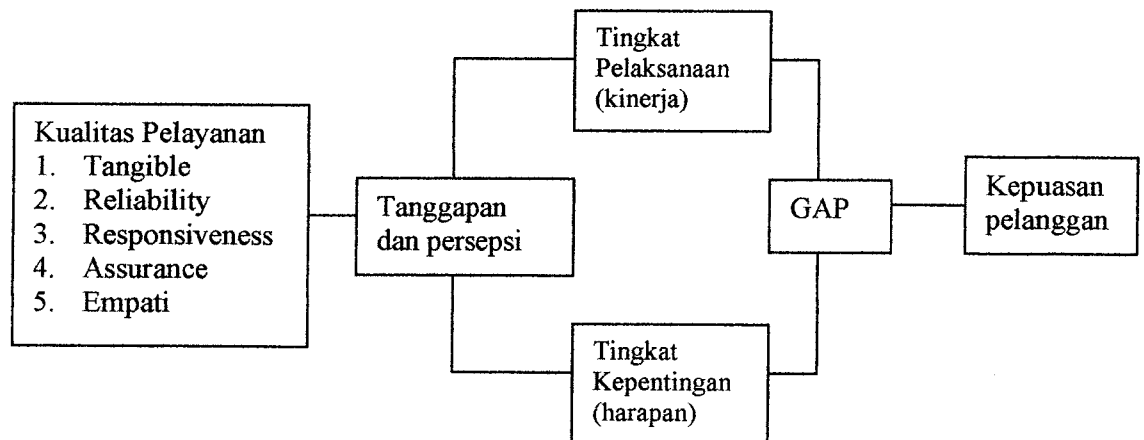 Kualitas Pelayanan
1. Tangible
2. Reliability
3. Responsiveness
4. Assurance
5. Empati
Tanggapan
dan persepsi
Tingkat
Pelaksanaan
(kinerja)
Tingkat
Kepentingan
(harapan)
GAP
Kepuasan
pelanggan